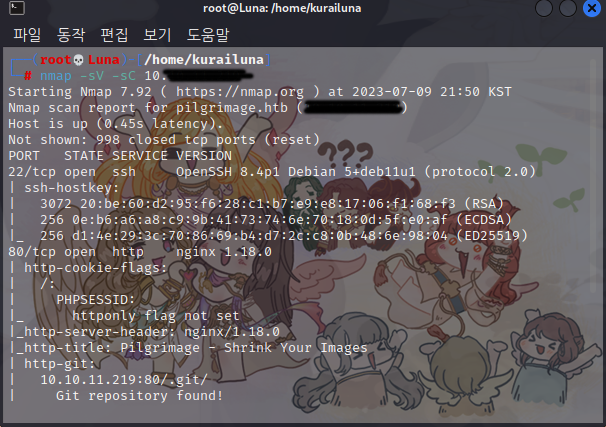 root@Luna: /home/kurailuna
파일 동작 편집 보기 도움말
(root💀Luna)-[/home/kurailuna]
# nmap -sV -sC 10.
Starting Nmap 7.92 ( https://nmap.org ) at 2023-07-09 21:50 KST
Nmap scan report for pilgrimage.htb ( )
Host is up (0.45s latency).
Not shown: 998 closed tcp ports (reset)
PORT   STATE SERVICE VERSION
22/tcp open  ssh     OpenSSH 8.4p1 Debian 5+deb11u1 (protocol 2.0)
| ssh-hostkey:
|   3072 20:be:60:d2:95:f6:28:c1:b7:e9:e8:17:06:f1:68:f3 (RSA)
|   256 0e:b6:a6:a8:c9:9b:41:73:74:6e:70:18:0d:5f:e0:af (ECDSA)
|_  256 d1:4e:29:3c:70:86:69:b4:d7:2c:c8:0b:48:6e:98:04 (ED25519)
80/tcp open  http    nginx 1.18.0
| http-cookie-flags:
|   /:
|     PHPSESSID:
|_      httponly flag not set
|_http-server-header: nginx/1.18.0
|_http-title: Pilgrimage - Shrink Your Images
| http-git:
|   10.10.11.219:80/.git/
|     Git repository found!
???